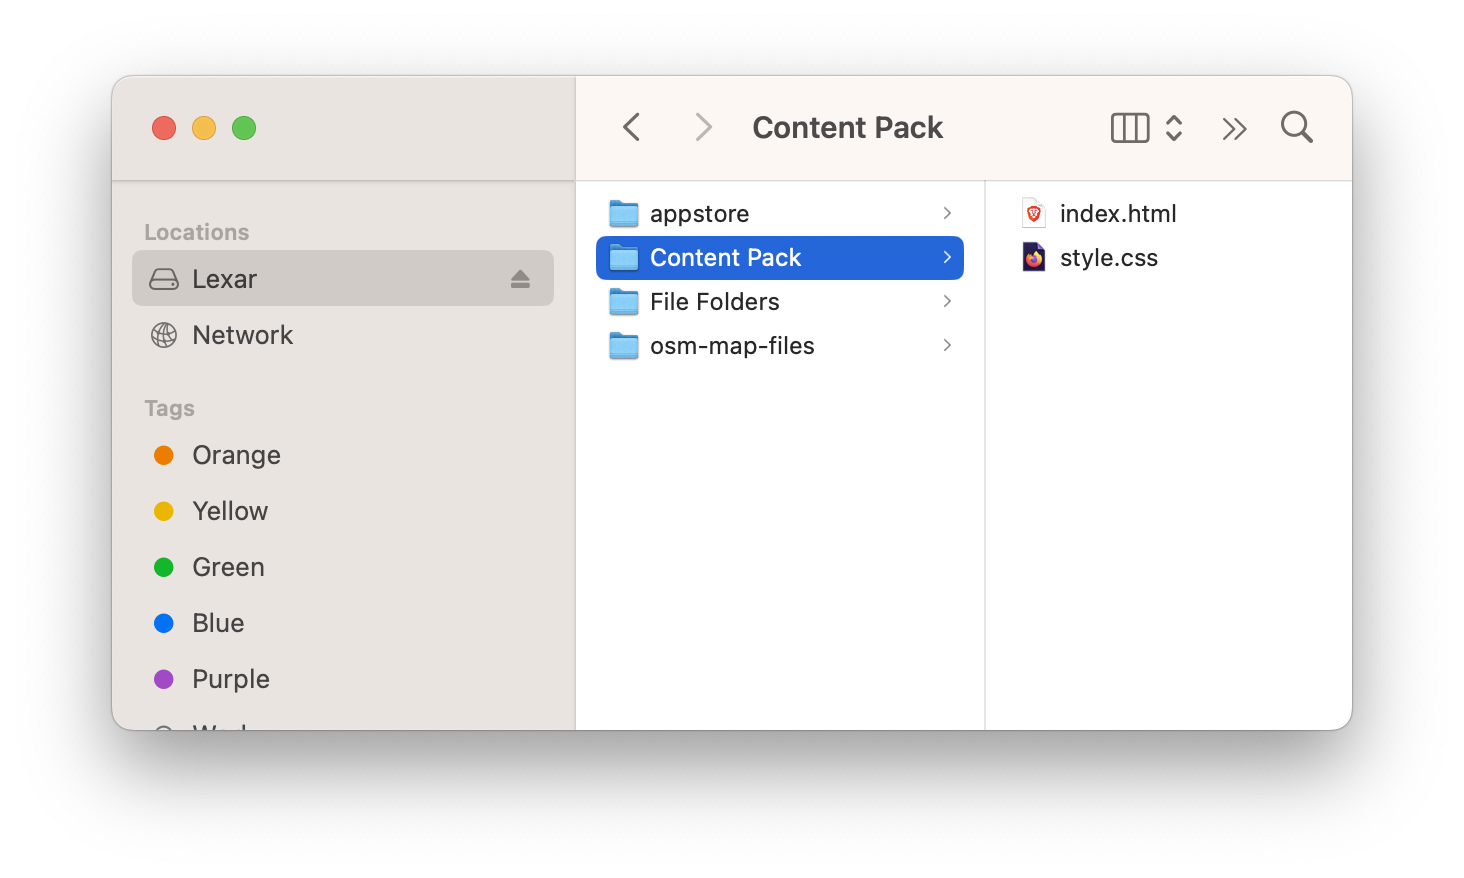 Content Pack
Locations
Lexar
Network
Tags
Orange
Yellow
Green
Blue
Purple
appstore
Content Pack
File Folders
osm-map-files
index.html
style.css